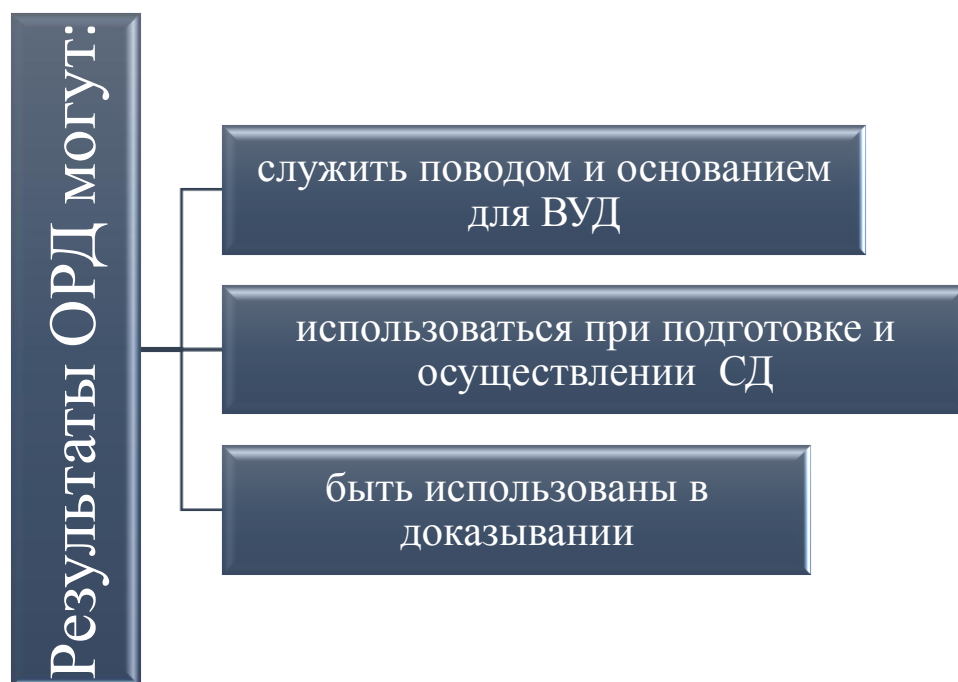 Результаты ОРД могут:
служить поводом и основанием
для ВУД
использоваться при подготовке и
осуществлении СД
быть использованы в
доказывании